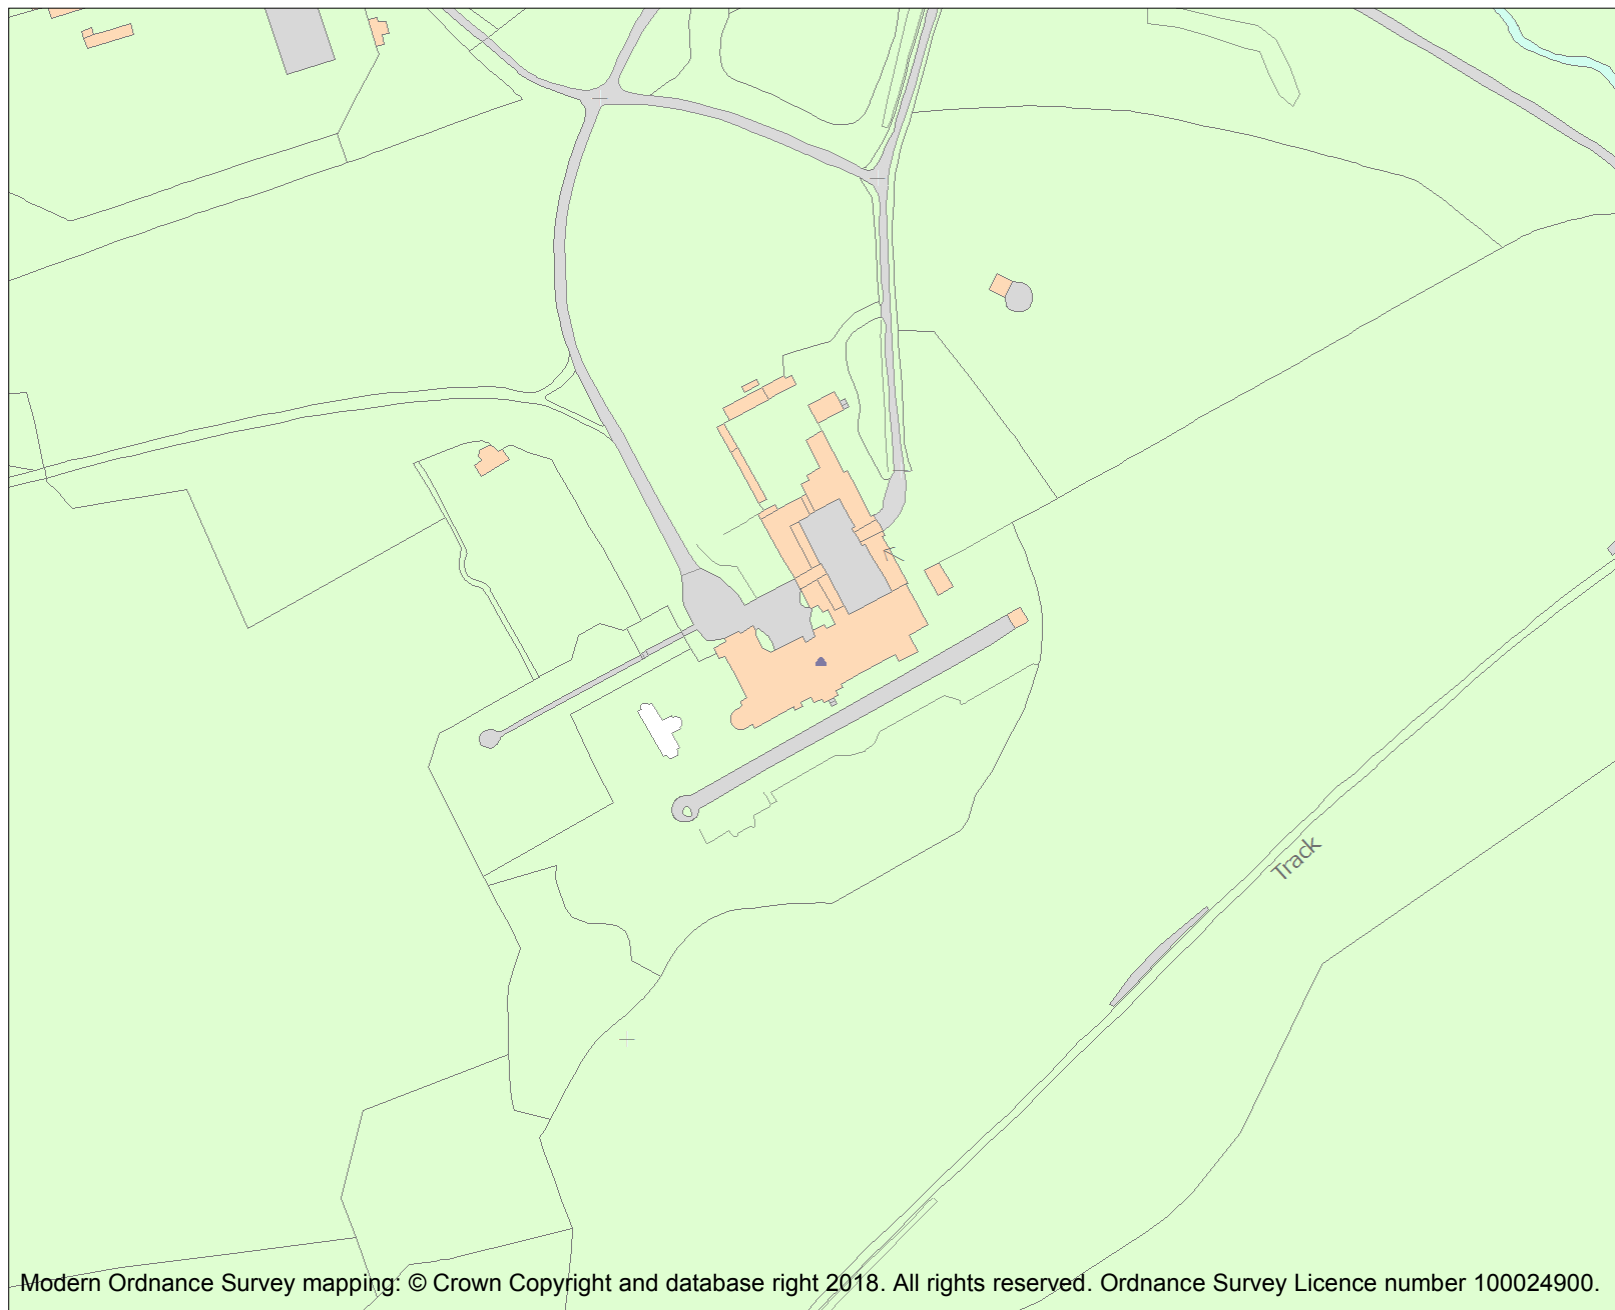 Track
Modern Ordnance Survey mapping: © Crown Copyright and database right 2018. All rights reserved. Ordnance Survey Licence number 100024900.